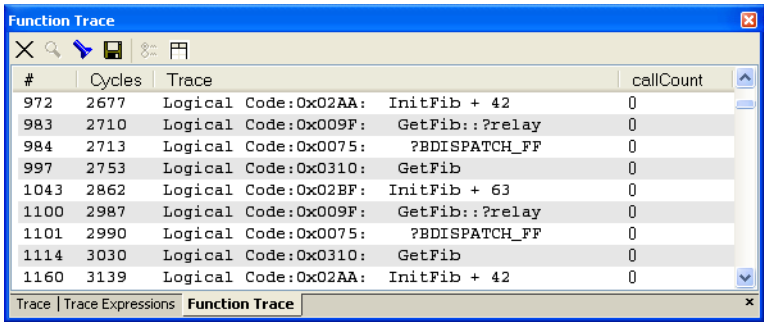 Function Trace
# Cycles Trace callCount
972 2677 Logical Code:0x02AA: InitFib + 42 0
983 2710 Logical Code:0x009F: GetFib::?relay 0
984 2713 Logical Code:0x0075: ?BDISPATCH_FF 0
997 2753 Logical Code:0x0310: GetFib 0
1043 2862 Logical Code:0x02BF: InitFib + 63 0
1100 2987 Logical Code:0x009F: GetFib::?relay 0
1101 2990 Logical Code:0x0075: ?BDISPATCH_FF 0
1114 3030 Logical Code:0x0310: GetFib 0
1160 3139 Logical Code:0x02AA: InitFib + 42 0
Trace | Trace Expressions Function Trace